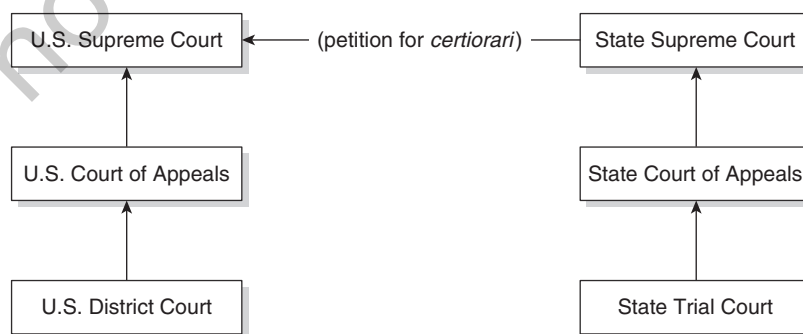 U.S. Supreme Court (petition for certiorari) State Supreme Court
U.S. Court of Appeals State Court of Appeals
U.S. District Court State Trial Court